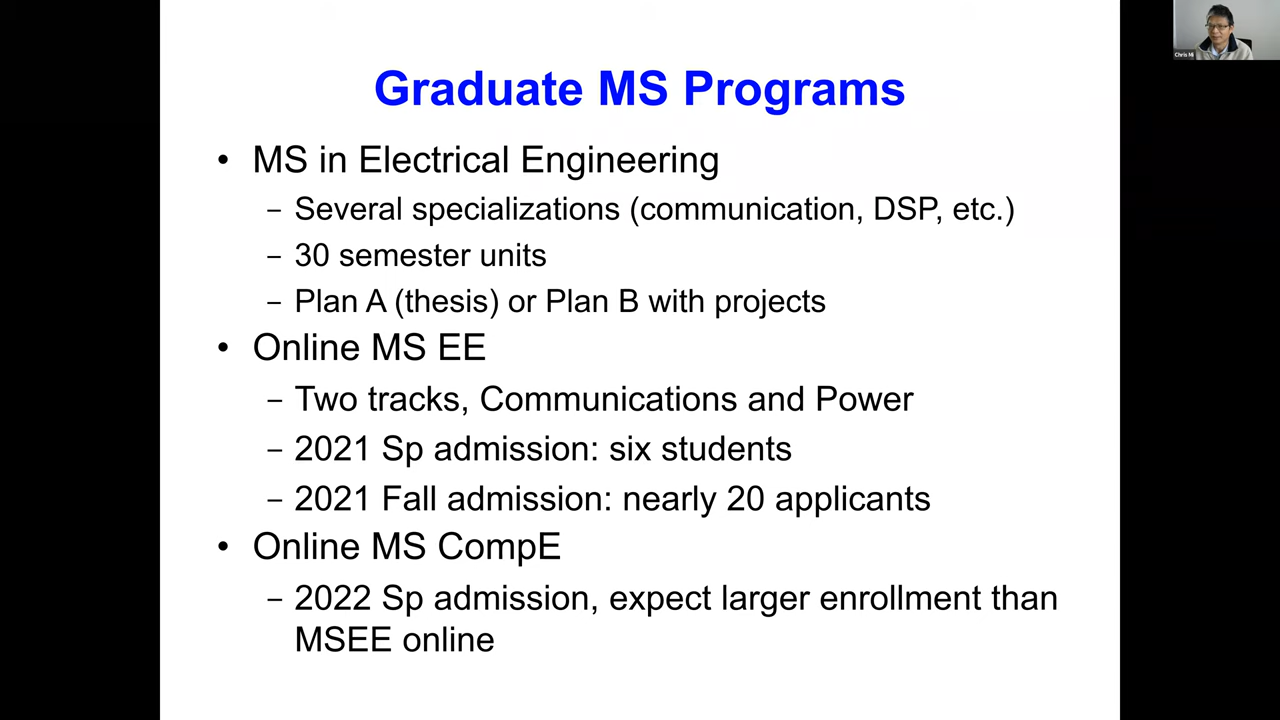 Graduate MS Programs
• MS in Electrical Engineering
– Several specializations (communication, DSP, etc.)
– 30 semester units
– Plan A (thesis) or Plan B with projects
• Online MS EE
– Two tracks, Communications and Power
– 2021 Sp admission: six students
– 2021 Fall admission: nearly 20 applicants
• Online MS CompE
– 2022 Sp admission, expect larger enrollment than
MSEE online
Chris Mi